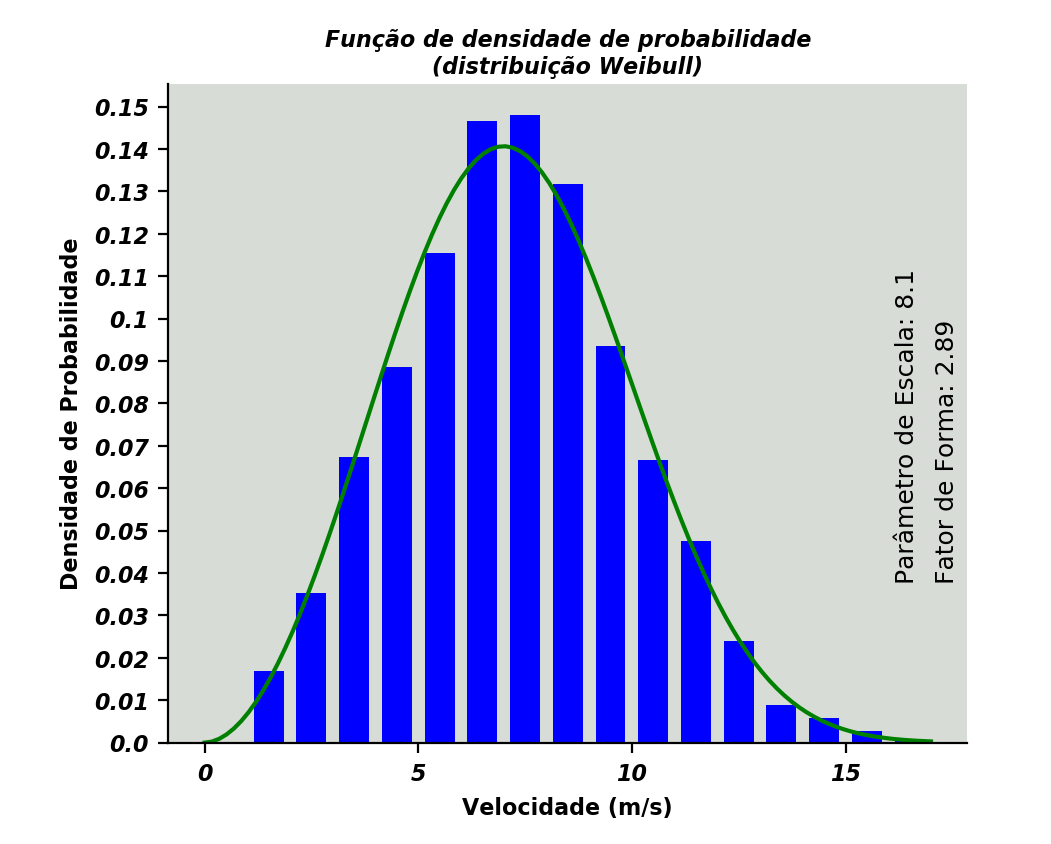 Função de densidade de probabilidade
(distribuição Weibull)
Densidade de Probabilidade
0.15
0.14
0.13
0.12
0.11
0.1
0.09
0.08
0.07
0.06
0.05
0.04
0.03
0.02
0.01
0.0
Parâmetro de Escala: 8.1
Fator de Forma: 2.89
0 5 10 15
Velocidade (m/s)